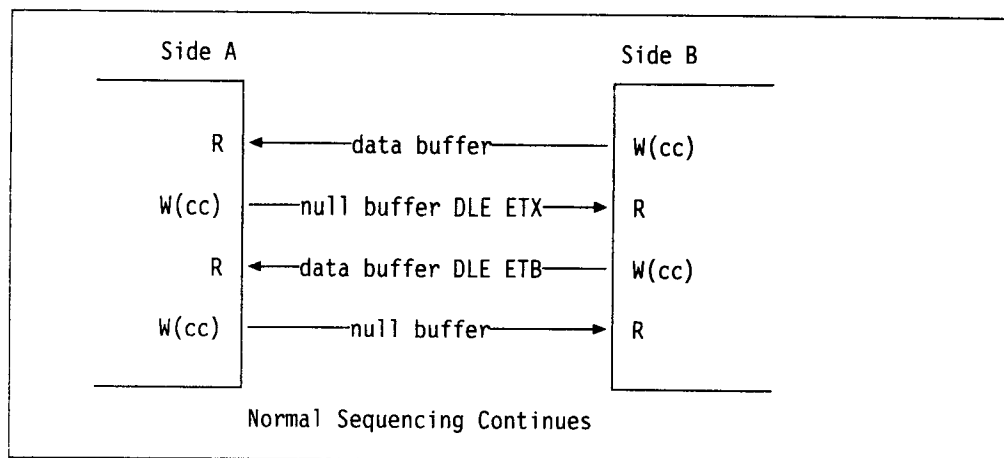 Side A Side B
R data buffer W(cc)
W(cc) null buffer DLE ETX R
R data buffer DLE ETB W(cc)
W(cc) null buffer R
Normal Sequencing Continues